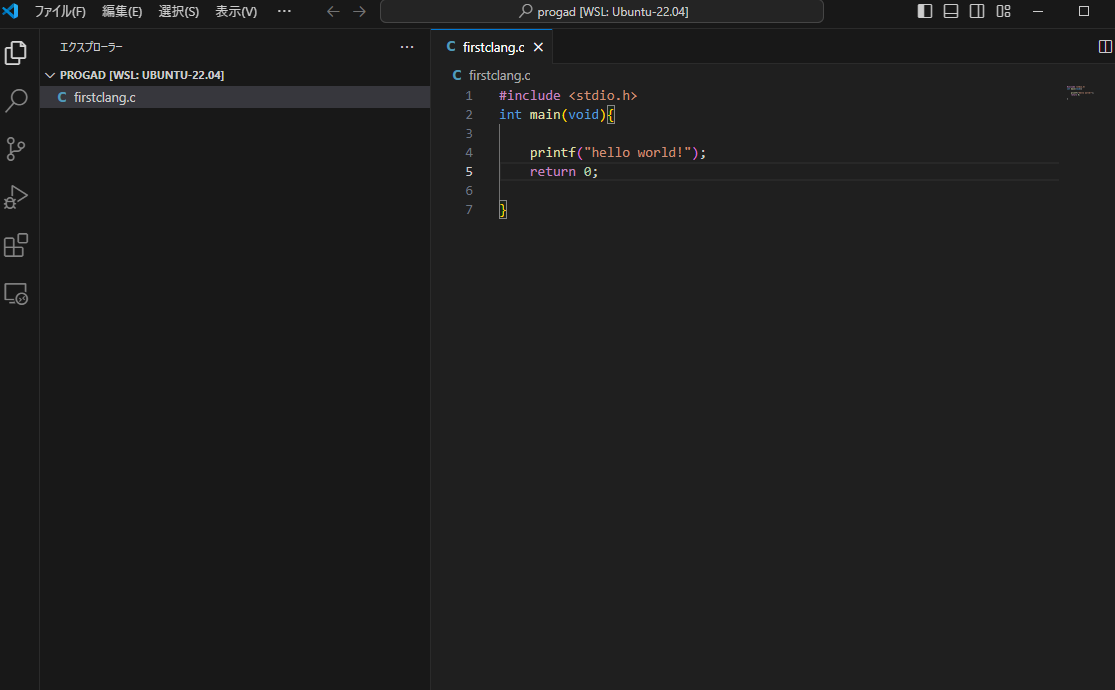 ファイル(F) 編集(E) 選択(S) 表示(V) ··· progad [WSL: Ubuntu-22.04]
エクスプローラー ···
PROGAD [WSL: UBUNTU-22.04]
C firstclang.c
C firstclang.c
C firstclang.c
1 #include <stdio.h>
2 int main(void){
3
4 printf("hello world!");
5 return 0;
6
7 }